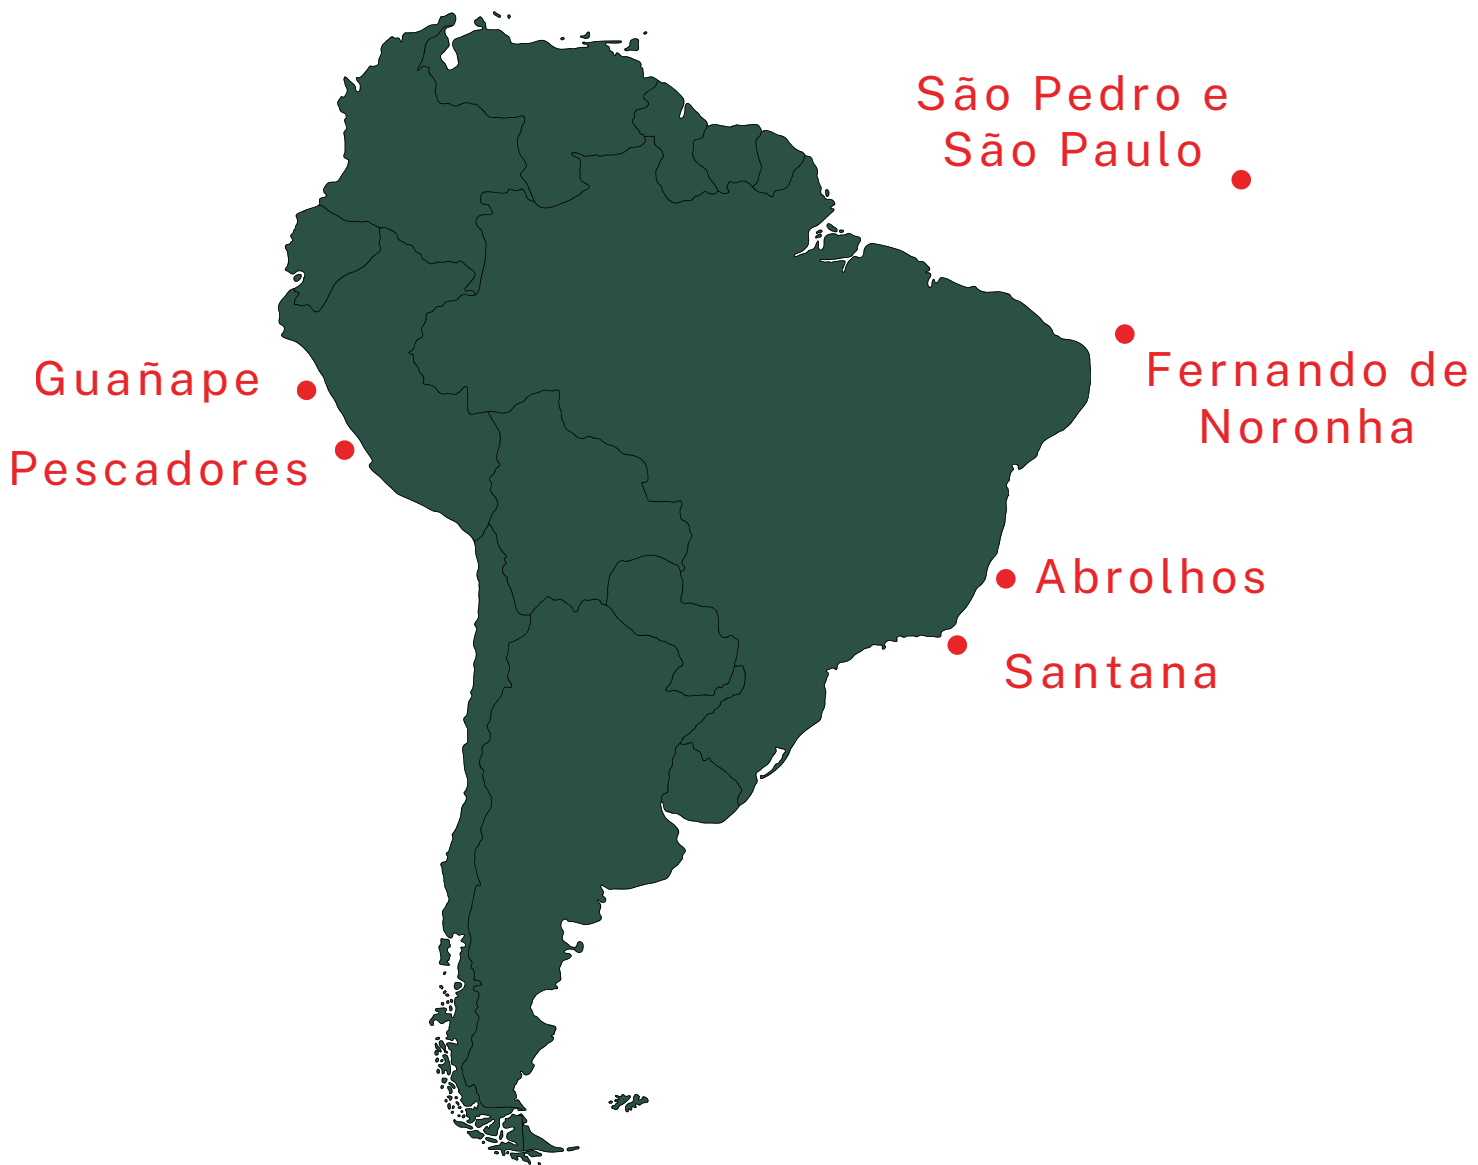 São Pedro e
São Paulo
Fernando de
Noronha
Guañape
Pescadores
Abrolhos
Santana